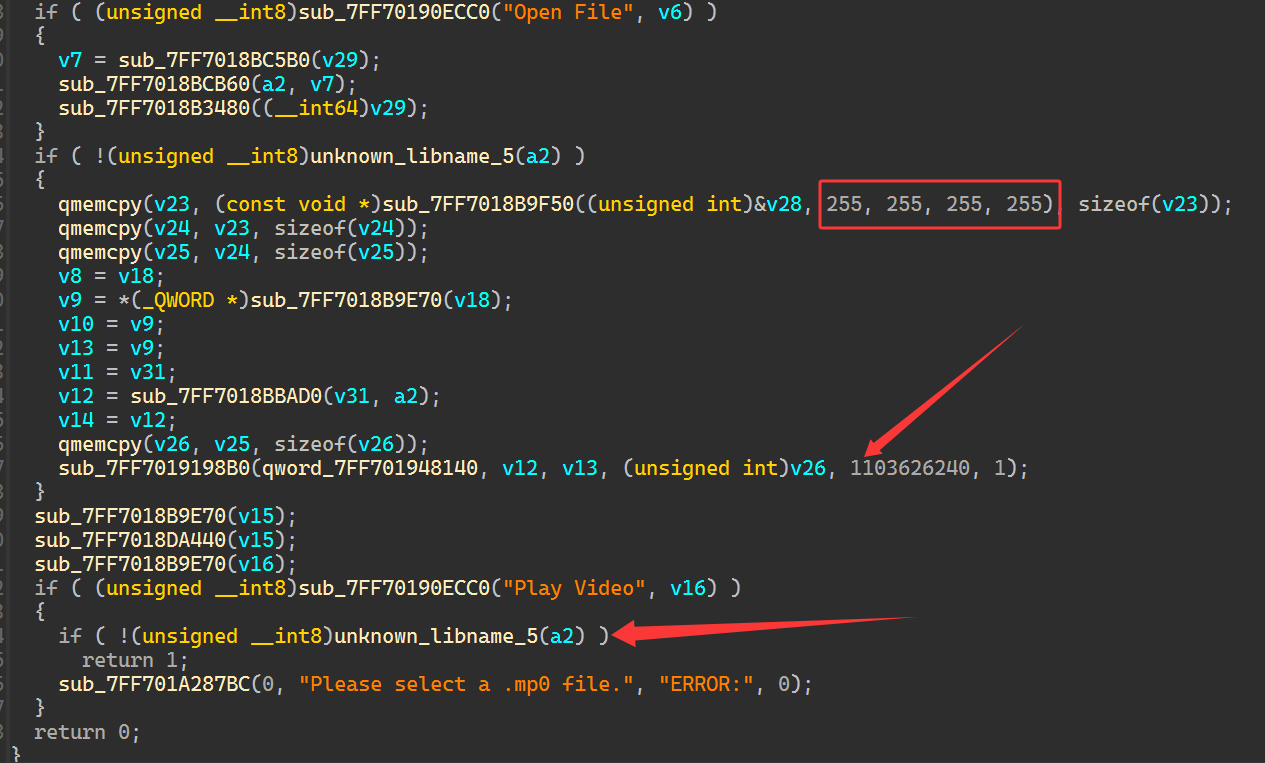 if ( (unsigned __int8)sub_7FF70190ECC0("Open File", v6) )
{
v7 = sub_7FF7018BC5B0(v29);
sub_7FF7018BCB60(a2, v7);
sub_7FF7018B3480((__int64)v29);
}
if ( !(unsigned __int8)unknown_libname_5(a2) )
{
qmemcpy(v23, (const void *)sub_7FF7018B9F50((unsigned int)&v28, 255, 255, 255, 255), sizeof(v23));
qmemcpy(v24, v23, sizeof(v24));
qmemcpy(v25, v24, sizeof(v25));
v8 = v18;
v9 = *(_QWORD *)sub_7FF7018B9E70(v18);
v10 = v9;
v13 = v9;
v11 = v31;
v12 = sub_7FF7018BBAD0(v31, a2);
v14 = v12;
qmemcpy(v26, v25, sizeof(v26));
sub_7FF7019198B0(qword_7FF701948140, v12, v13, (unsigned int)v26, 1103626240, 1);
}
sub_7FF7018B9E70(v15);
sub_7FF7018DA440(v15);
sub_7FF7018B9E70(v16);
if ( (unsigned __int8)sub_7FF70190ECC0("Play Video", v16) )
{
if ( !(unsigned __int8)unknown_libname_5(a2) )
return 1;
sub_7FF701A287BC(0, "Please select a .mp0 file.", "ERROR:", 0);
}
return 0;
}